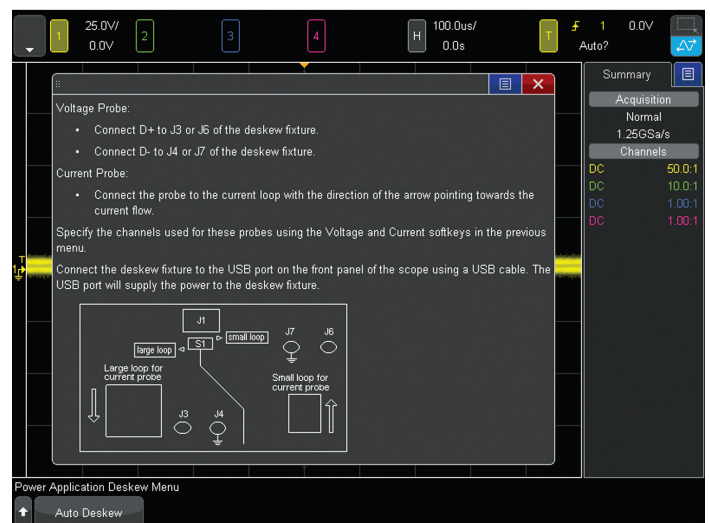 1 25.0V/ 2 3 4 H 100.0us/ T 1 0.0V
0.0V 0.0s Auto?
Summary
Acquisition
Normal
1.25GSa/s
Channels
DC 50.0:1
DC 10.0:1
DC 1.00:1
DC 1.00:1
Voltage Probe:
• Connect D+ to J3 or J6 of the deskew fixture.
• Connect D- to J4 or J7 of the deskew fixture.
Current Probe:
• Connect the probe to the current loop with the direction of the arrow pointing towards the
current flow.
Specify the channels used for these probes using the Voltage and Current softkeys in the previous
menu.
Connect the deskew fixture to the USB port on the front panel of the scope using a USB cable. The
USB port will supply the power to the deskew fixture.
J1
large loop S1 small loop J7 J6
Large loop for
current probe
Small loop for
current probe
J3 J4
T
1
Power Application Deskew Menu
Auto Deskew